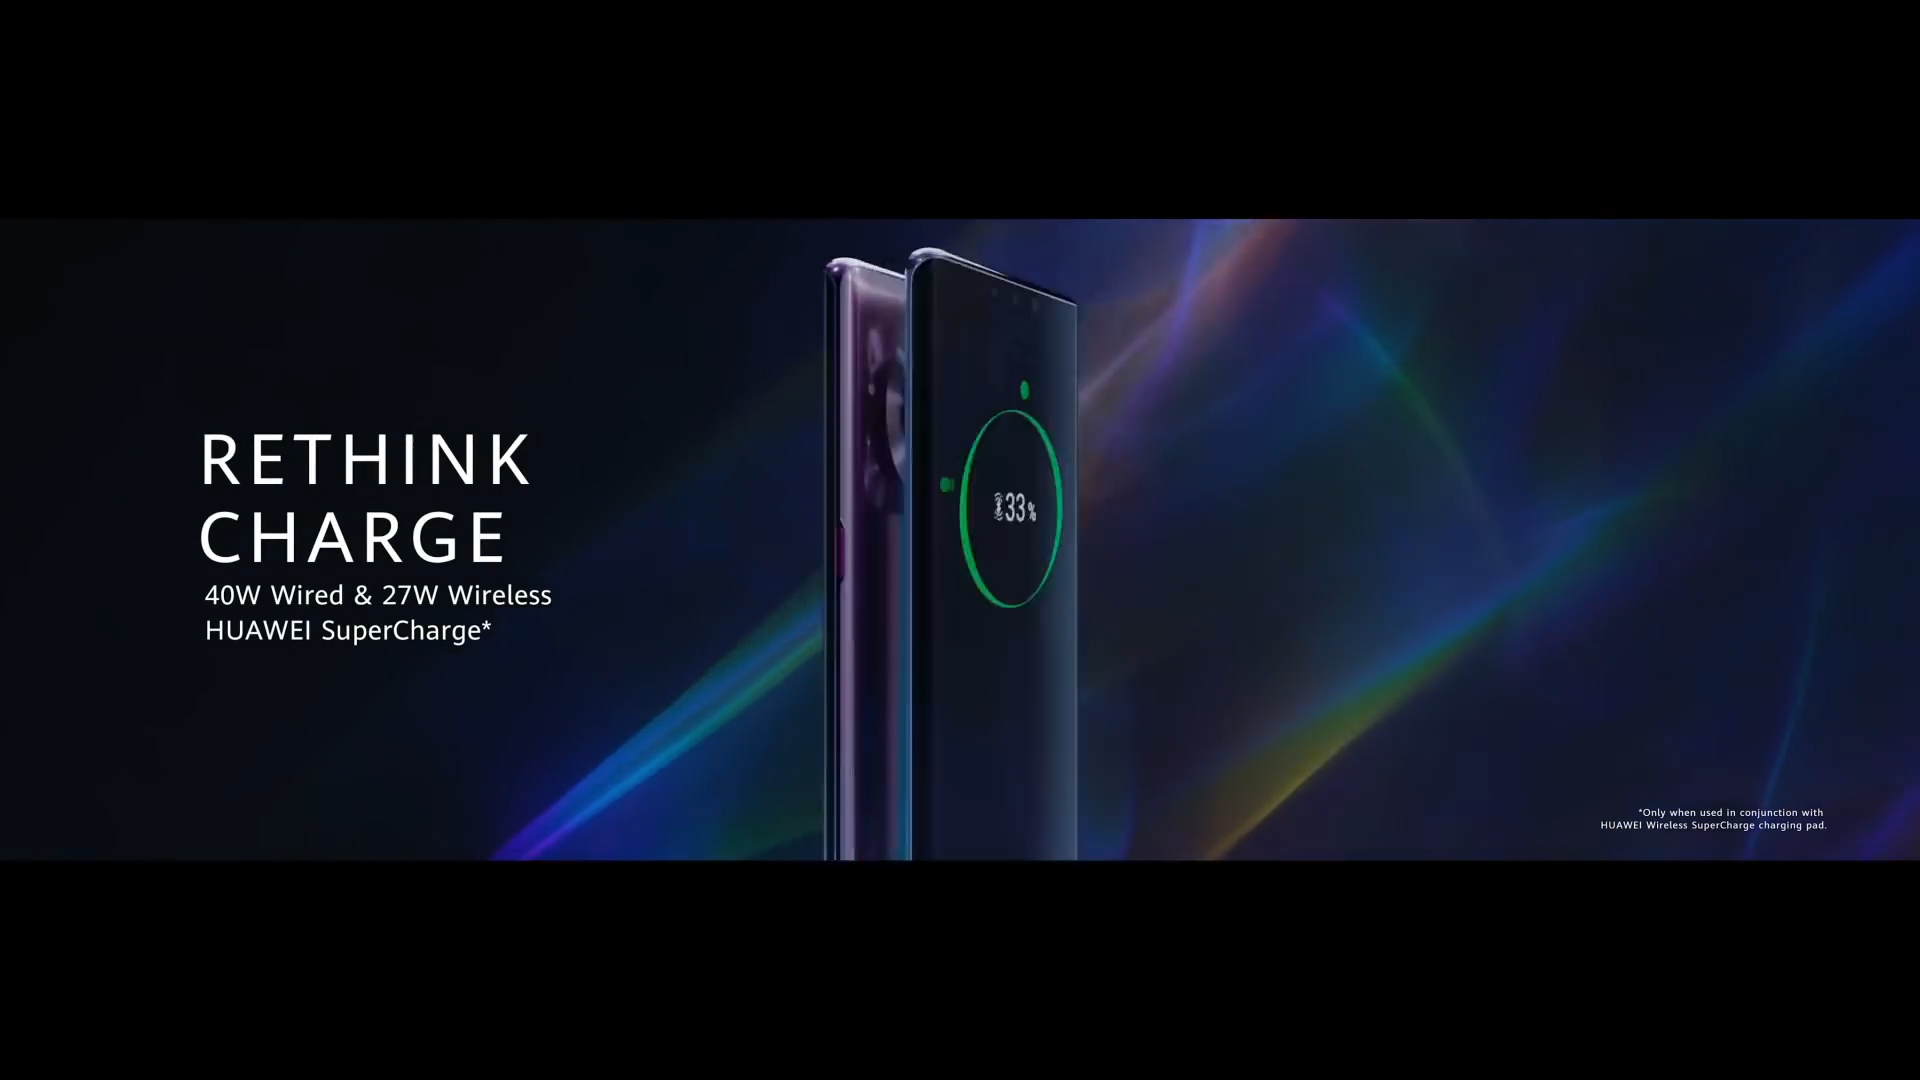 RETHINK
CHARGE
40W Wired & 27W Wireless
HUAWEI SuperCharge*
33%
*Only when used in conjunction with
HUAWEI Wireless SuperCharge charging pad.